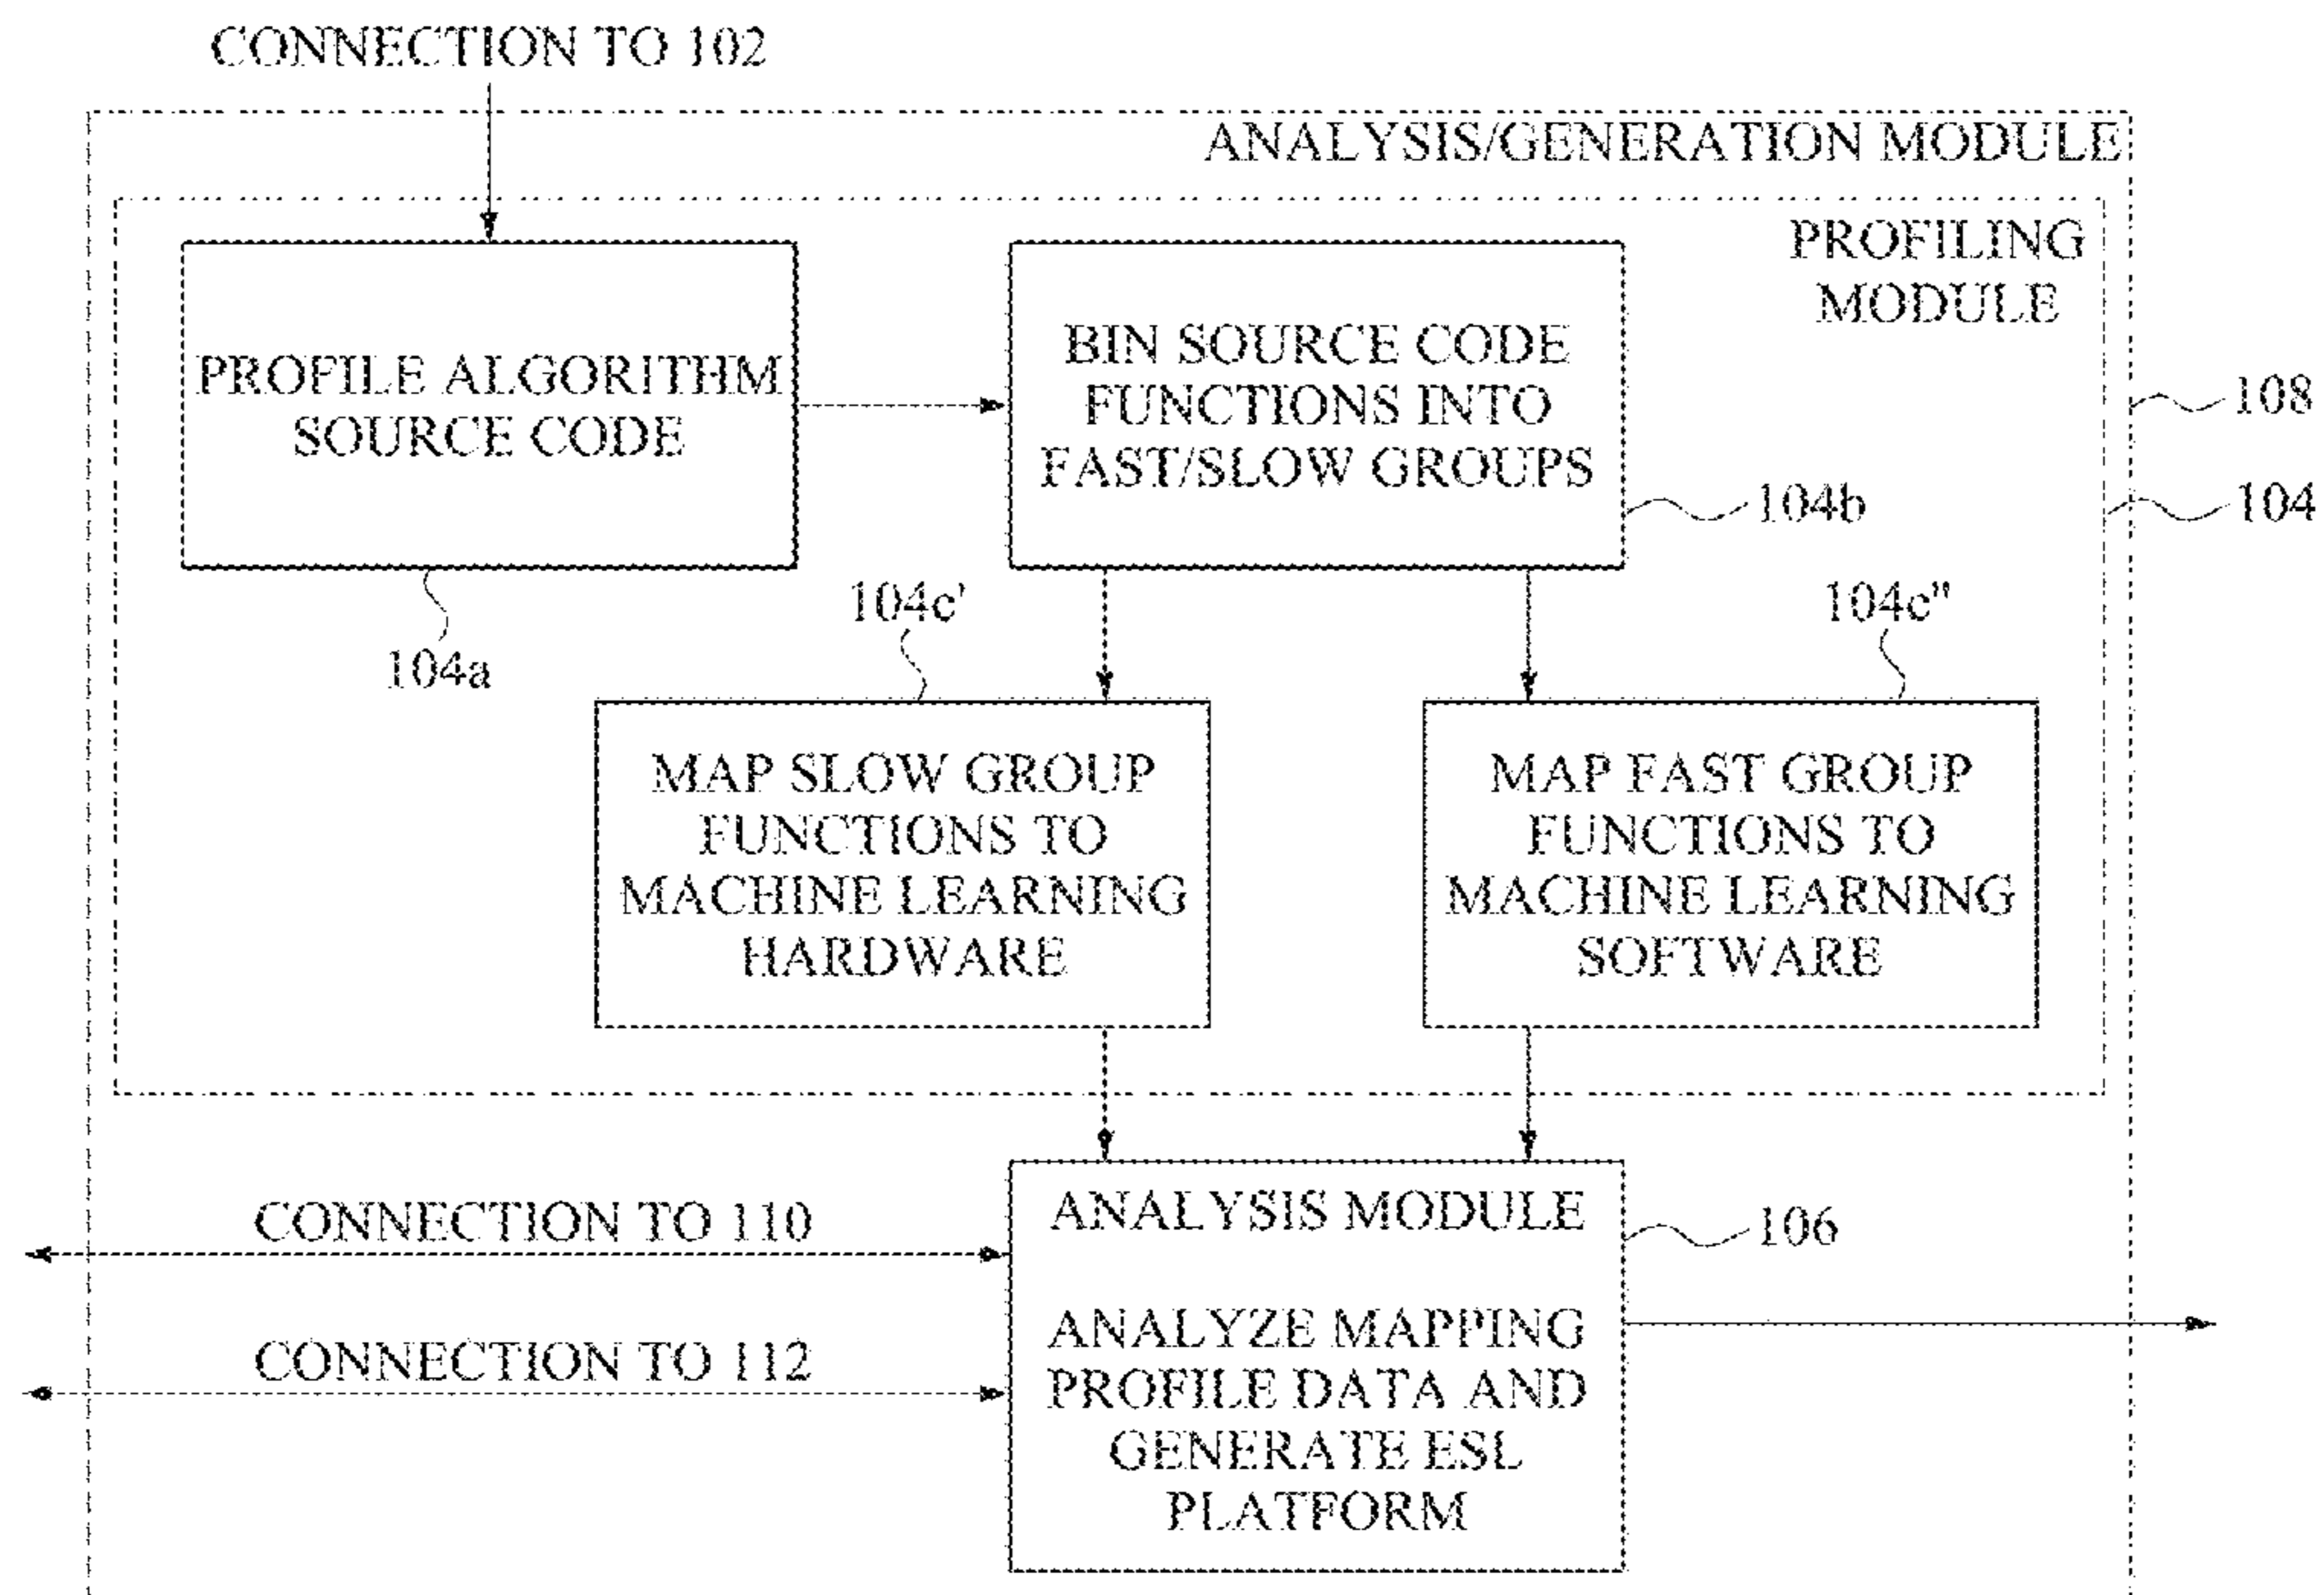 CONNECTION TO 102
ANALYSIS/GENERATION MODULE
PROFILING
MODULE
PROFILE ALGORITHM
SOURCE CODE
BIN SOURCE CODE
FUNCTIONS INTO
FAST/SLOW GROUPS
108
104b
104
104a
104c'
104c"
MAP SLOW GROUP
FUNCTIONS TO
MACHINE LEARNING
HARDWARE
MAP FAST GROUP
FUNCTIONS TO
MACHINE LEARNING
SOFTWARE
CONNECTION TO 110
CONNECTION TO 112
ANALYSIS MODULE
106
ANALYZE MAPPING
PROFILE DATA AND
GENERATE ESL
PLATFORM